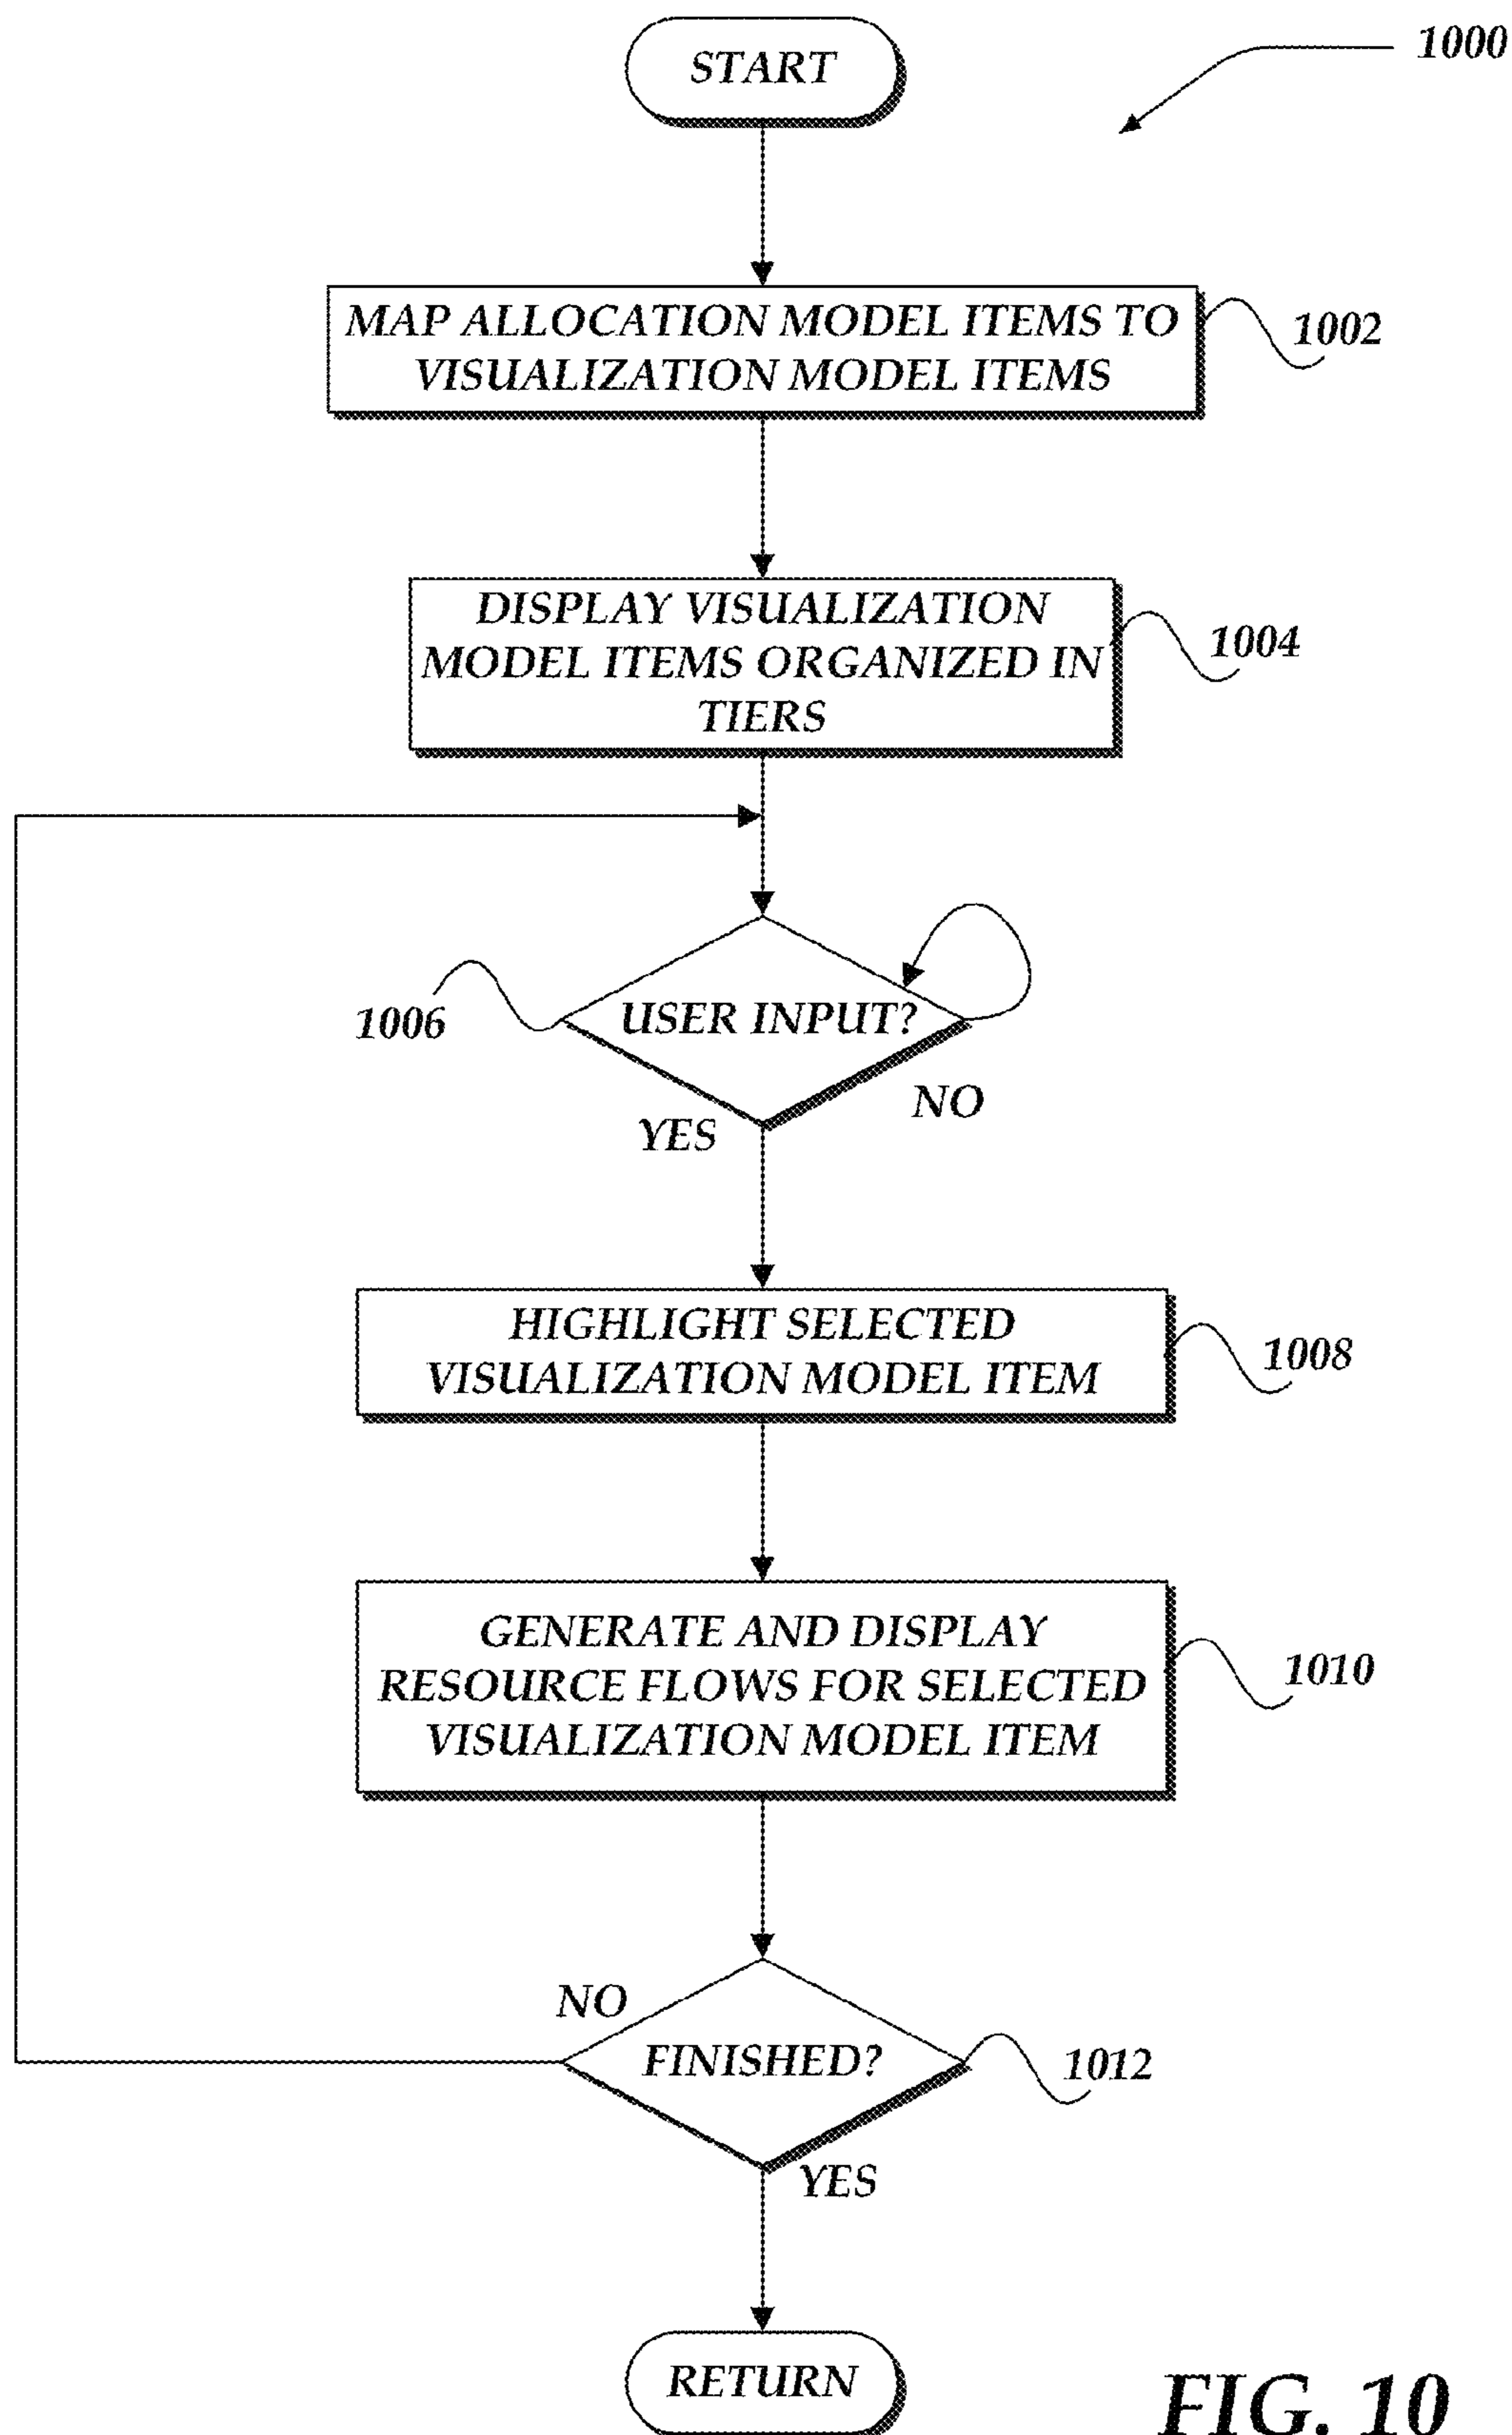 START
1000
MAP ALLOCATION MODEL ITEMS TO
VISUALIZATION MODEL ITEMS
1002
DISPLAY VISUALIZATION
MODEL ITEMS ORGANIZED IN
TIERS
1004
USER INPUT?
1006
NO
YES
HIGHLIGHT SELECTED
VISUALIZATION MODEL ITEM
1008
GENERATE AND DISPLAY
RESOURCE FLOWS FOR SELECTED
VISUALIZATION MODEL ITEM
1010
NO
FINISHED?
1012
YES
RETURN
FIG. 10